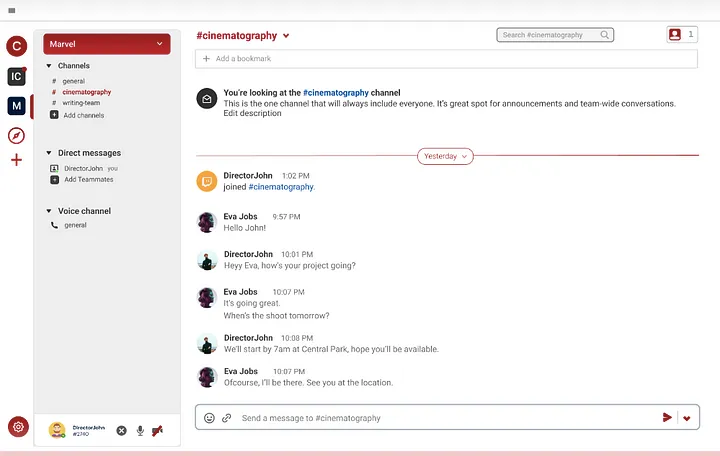 #cinematography
Search #cinematography
1
Add a bookmark
C
IC
M
Marvel
Channels
# general
# cinematography
# writing-team
Add channels
Direct messages
DirectorJohn you
Add Teammates
Voice channel
general
DirectorJohn
#2740
You're looking at the #cinematography channel
This is the one channel that will always include everyone. It's great spot for announcements and team-wide conversations.
Edit description
Yesterday
DirectorJohn 1:02 PM
joined #cinematography.
Eva Jobs 9:57 PM
Hello John!
DirectorJohn 10:01 PM
Heyy Eva, how's your project going?
Eva Jobs 10:07 PM
It's going great.
When's the shoot tomorrow?
DirectorJohn 10:08 PM
We'll start by 7am at Central Park, hope you'll be available.
Eva Jobs 10:07 PM
Ofcourse, I'll be there. See you at the location.
Send a message to #cinematography